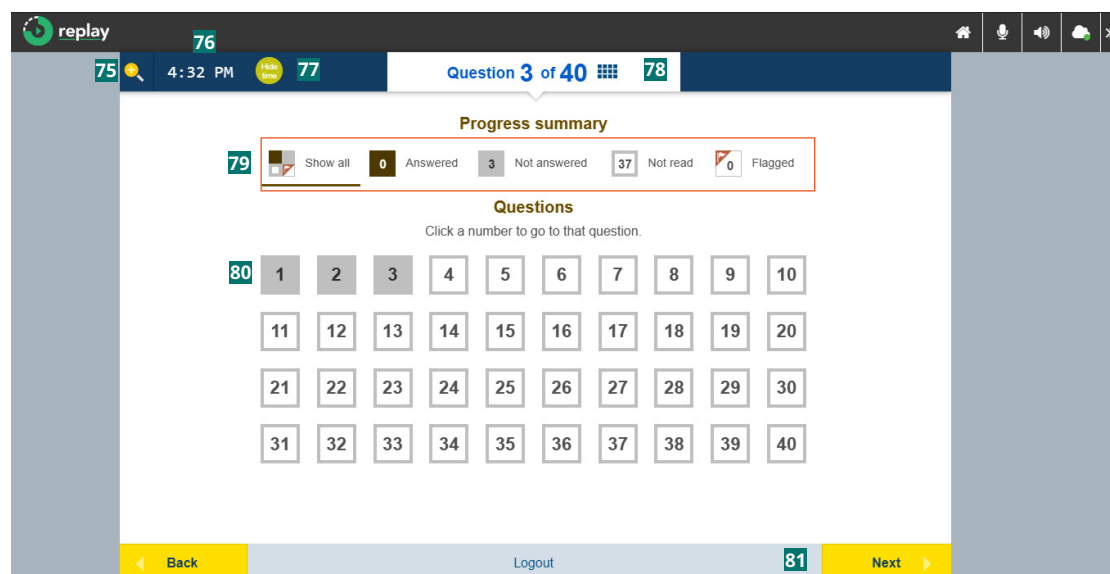 replay
76
75 4:32 PM Hide time 77 Question 3 of 40 78
Progress summary
79 Show all 0 Answered 3 Not answered 37 Not read 0 Flagged
Questions
Click a number to go to that question.
80 1 2 3 4 5 6 7 8 9 10
11 12 13 14 15 16 17 18 19 20
21 22 23 24 25 26 27 28 29 30
31 32 33 34 35 36 37 38 39 40
Back Logout 81 Next